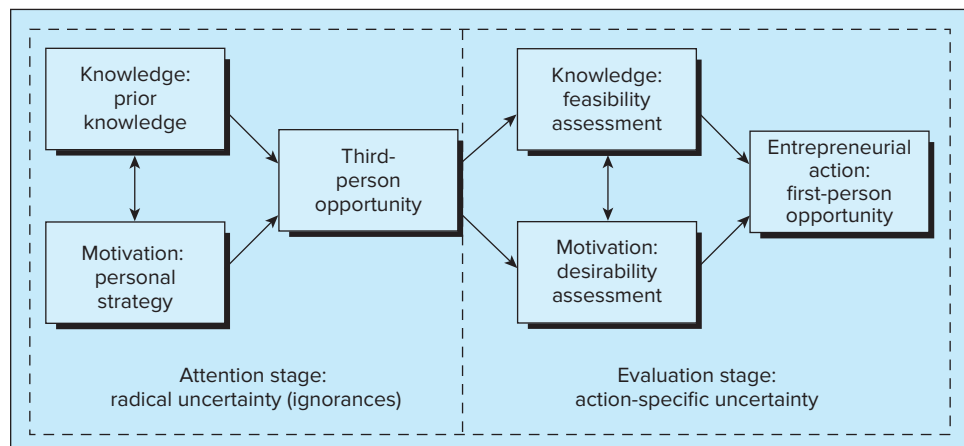 Knowledge:
prior
knowledge
Motivation:
personal
strategy
Third-
person
opportunity
Attention stage:
radical uncertainty (ignorances)
Knowledge:
feasibility
assessment
Motivation:
desirability
assessment
Entrepreneurial
action:
first-person
opportunity
Evaluation stage:
action-specific uncertainty